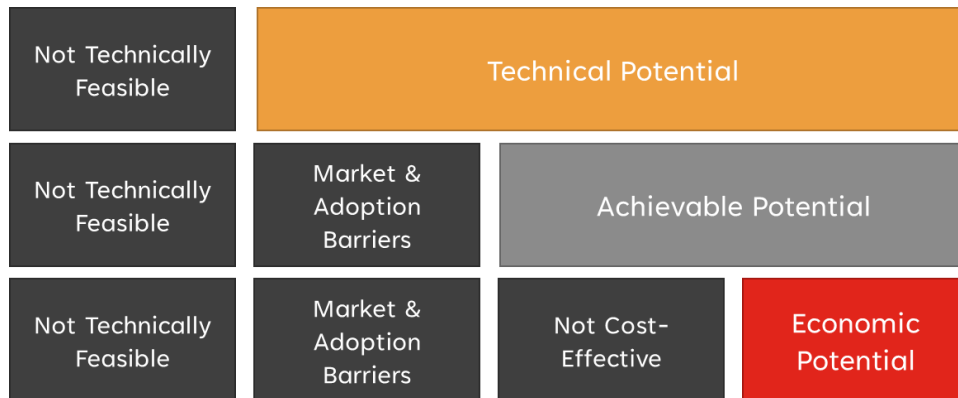 Not Technically
Feasible
Technical Potential
Not Technically
Feasible
Market &
Adoption
Barriers
Achievable Potential
Not Technically
Feasible
Market &
Adoption
Barriers
Not Cost-
Effective
Economic
Potential